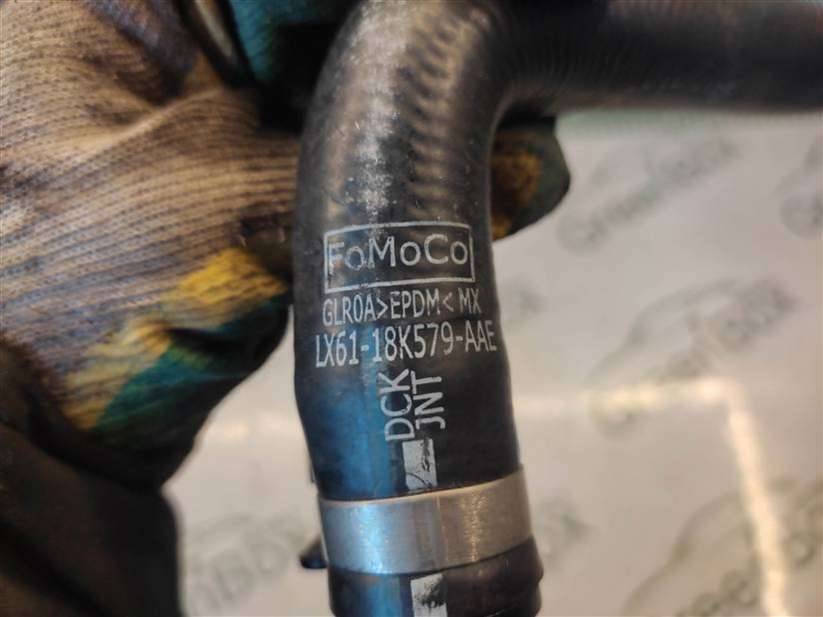 FoMoCo
GLR0A>EPDM< MX
LX61-18K579-AAE
DCK
JNT